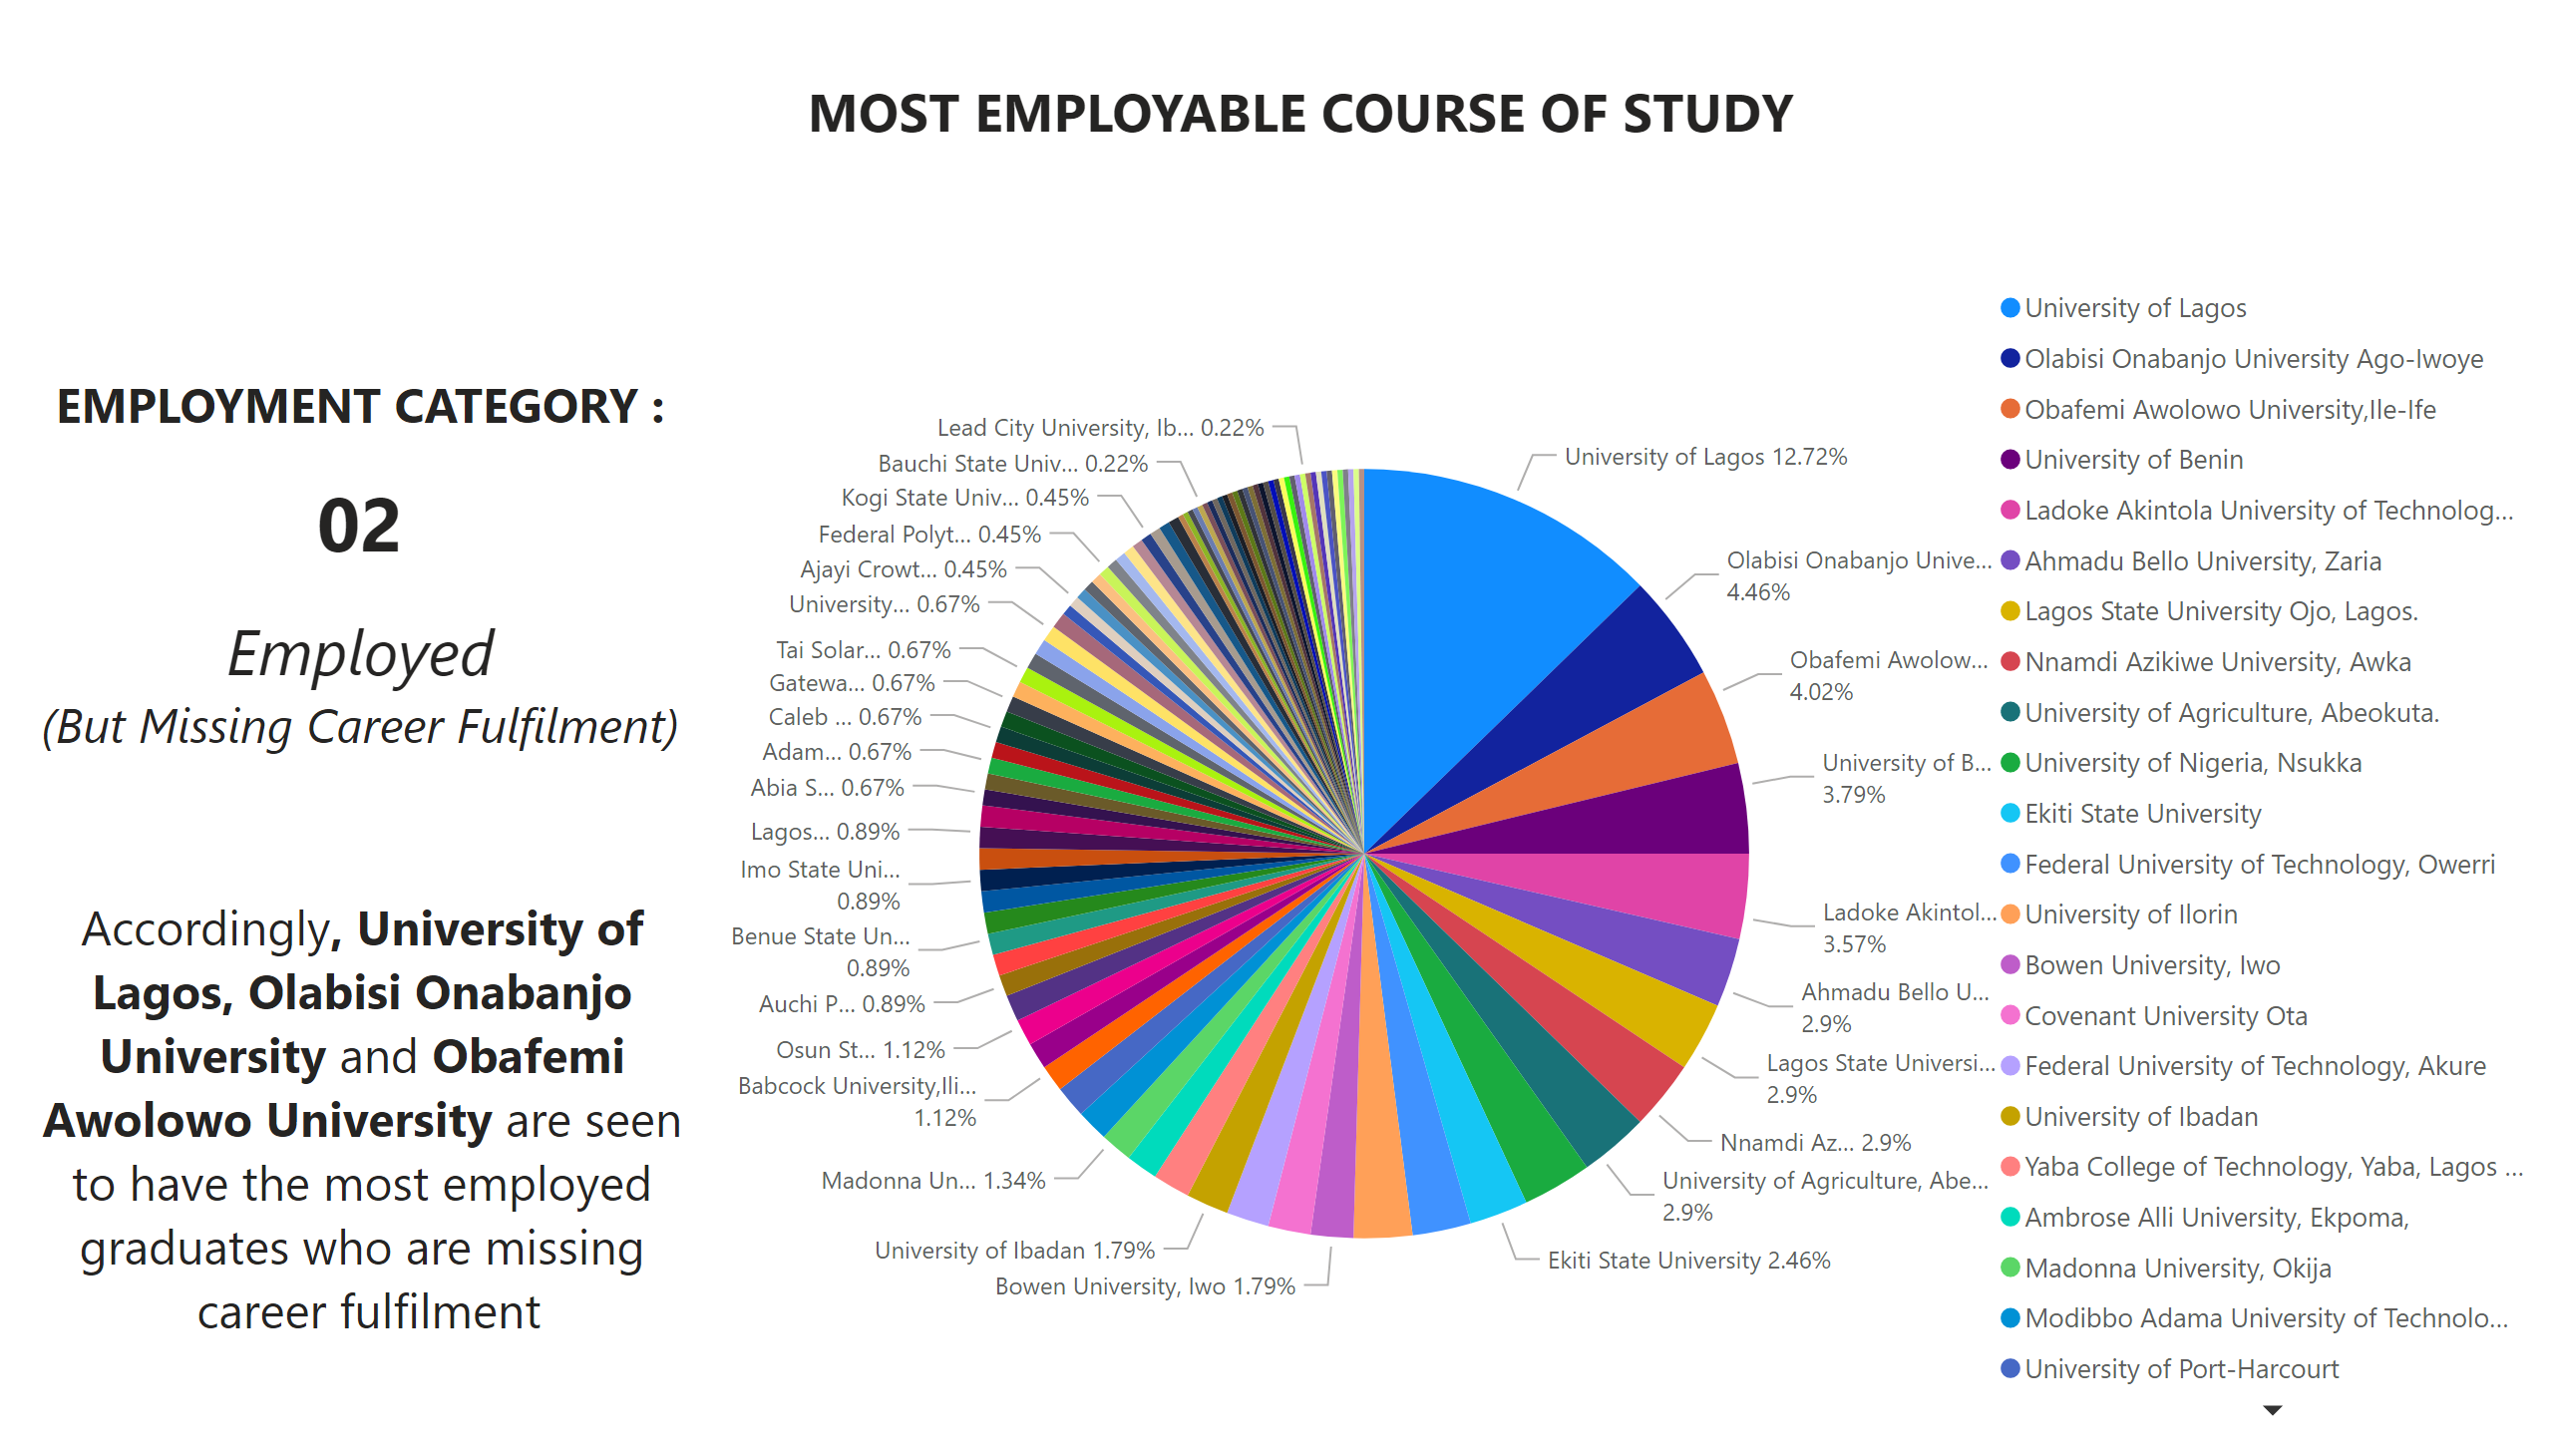 MOST EMPLOYABLE COURSE OF STUDY
EMPLOYMENT CATEGORY :
02
Employed
(But Missing Career Fulfilment)
Accordingly, University of
Lagos, Olabisi Onabanjo
University and Obafemi
Awolowo University are seen
to have the most employed
graduates who are missing
career fulfilment
Lead City University, Ib... 0.22%
Bauchi State Univ... 0.22%
Kogi State Univ... 0.45%
Federal Polyt... 0.45%
Ajayi Crowt... 0.45%
University... 0.67%
Tai Solar... 0.67%
Gatewa... 0.67%
Caleb ... 0.67%
Adam... 0.67%
Abia S... 0.67%
Lagos... 0.89%
Imo State Uni...
0.89%
Benue State Un...
0.89%
Auchi P... 0.89%
Osun St... 1.12%
Babcock University,Ili...
1.12%
Madonna Un... 1.34%
University of Ibadan 1.79%
Bowen University, Iwo 1.79%
University of Lagos 12.72%
Olabisi Onabanjo Unive...
4.46%
Obafemi Awolow...
4.02%
University of B...
3.79%
Ladoke Akintol...
3.57%
Ahmadu Bello U...
2.9%
Lagos State Universi...
2.9%
Nnamdi Az... 2.9%
University of Agriculture, Abe...
2.9%
Ekiti State University 2.46%
University of Lagos
Olabisi Onabanjo University Ago-Iwoye
Obafemi Awolowo University,Ile-Ife
University of Benin
Ladoke Akintola University of Technolog...
Ahmadu Bello University, Zaria
Lagos State University Ojo, Lagos.
Nnamdi Azikiwe University, Awka
University of Agriculture, Abeokuta.
University of Nigeria, Nsukka
Ekiti State University
Federal University of Technology, Owerri
University of Ilorin
Bowen University, Iwo
Covenant University Ota
Federal University of Technology, Akure
University of Ibadan
Yaba College of Technology, Yaba, Lagos ...
Ambrose Alli University, Ekpoma,
Madonna University, Okija
Modibbo Adama University of Technolo...
University of Port-Harcourt